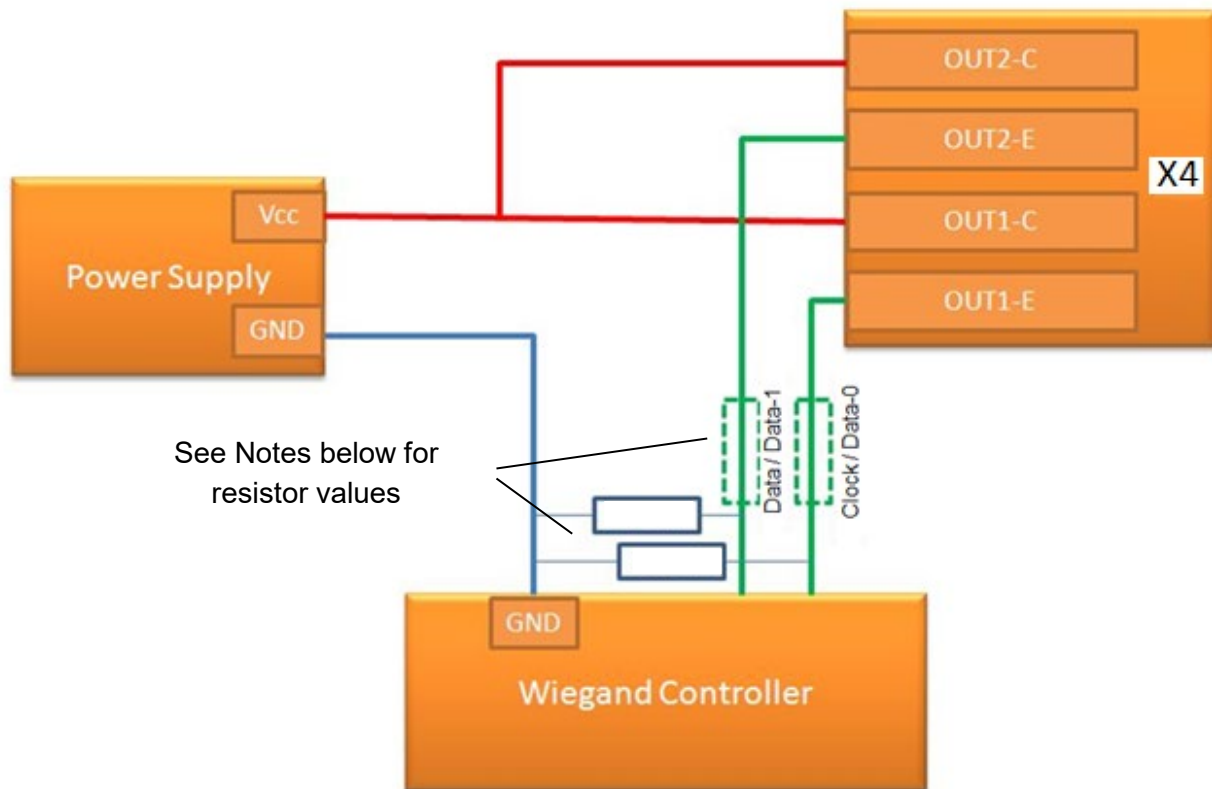 OUT2-C
OUT2-E
X4
Vcc
OUT1-C
Power Supply
OUT1-E
GND
Data / Data-1
Clock / Data-0
See Notes below for
resistor values
GND
Wiegand Controller